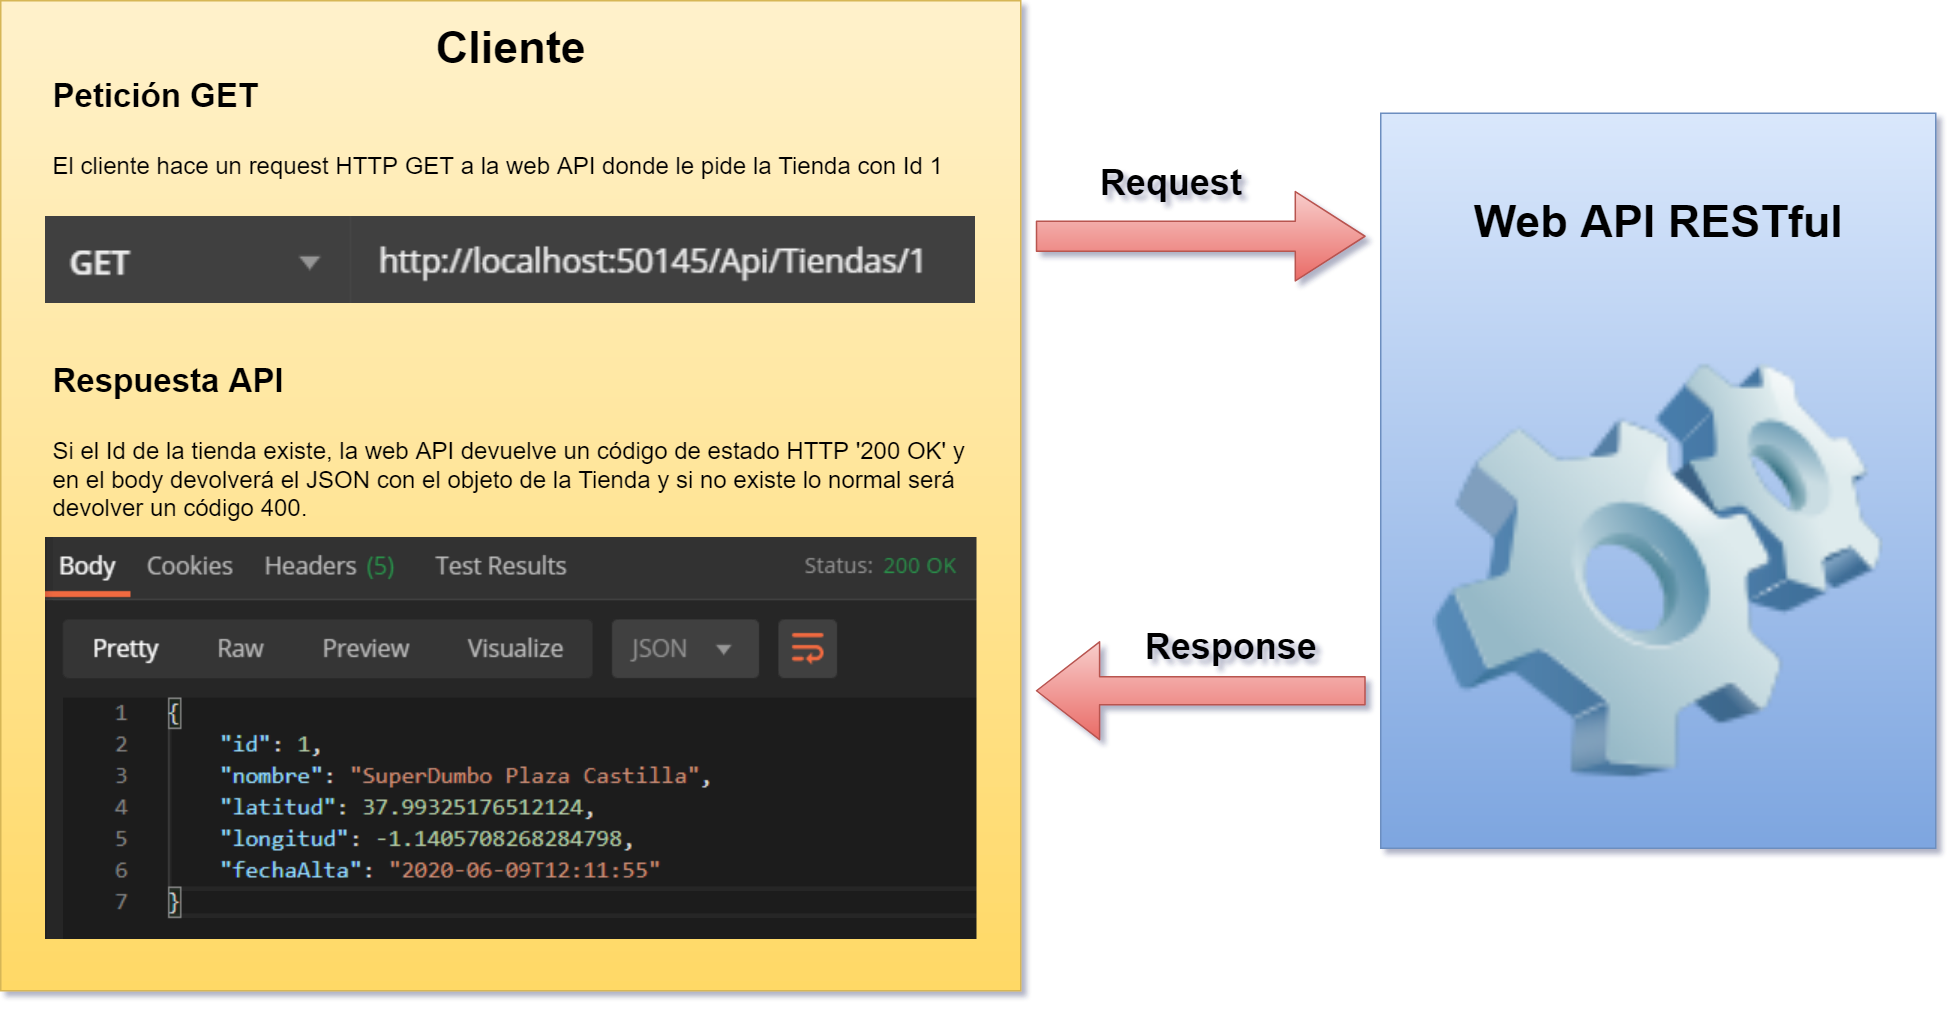 Cliente
Petición GET
El cliente hace un request HTTP GET a la web API donde le pide la Tienda con Id 1
GET http://localhost:50145/Api/Tiendas/1
Respuesta API
Si el Id de la tienda existe, la web API devuelve un código de estado HTTP '200 OK' y
en el body devolverá el JSON con el objeto de la Tienda y si no existe lo normal será
devolver un código 400.
Body Cookies Headers (5) Test Results Status: 200 OK
Pretty Raw Preview Visualize JSON
1 {
2 "id": 1,
3 "nombre": "SuperDumbo Plaza Castilla",
4 "latitud": 37.99325176512124,
5 "longitud": -1.1405708268284798,
6 "fechaAlta": "2020-06-09T12:11:55"
7 }
Request
Response
Web API RESTful